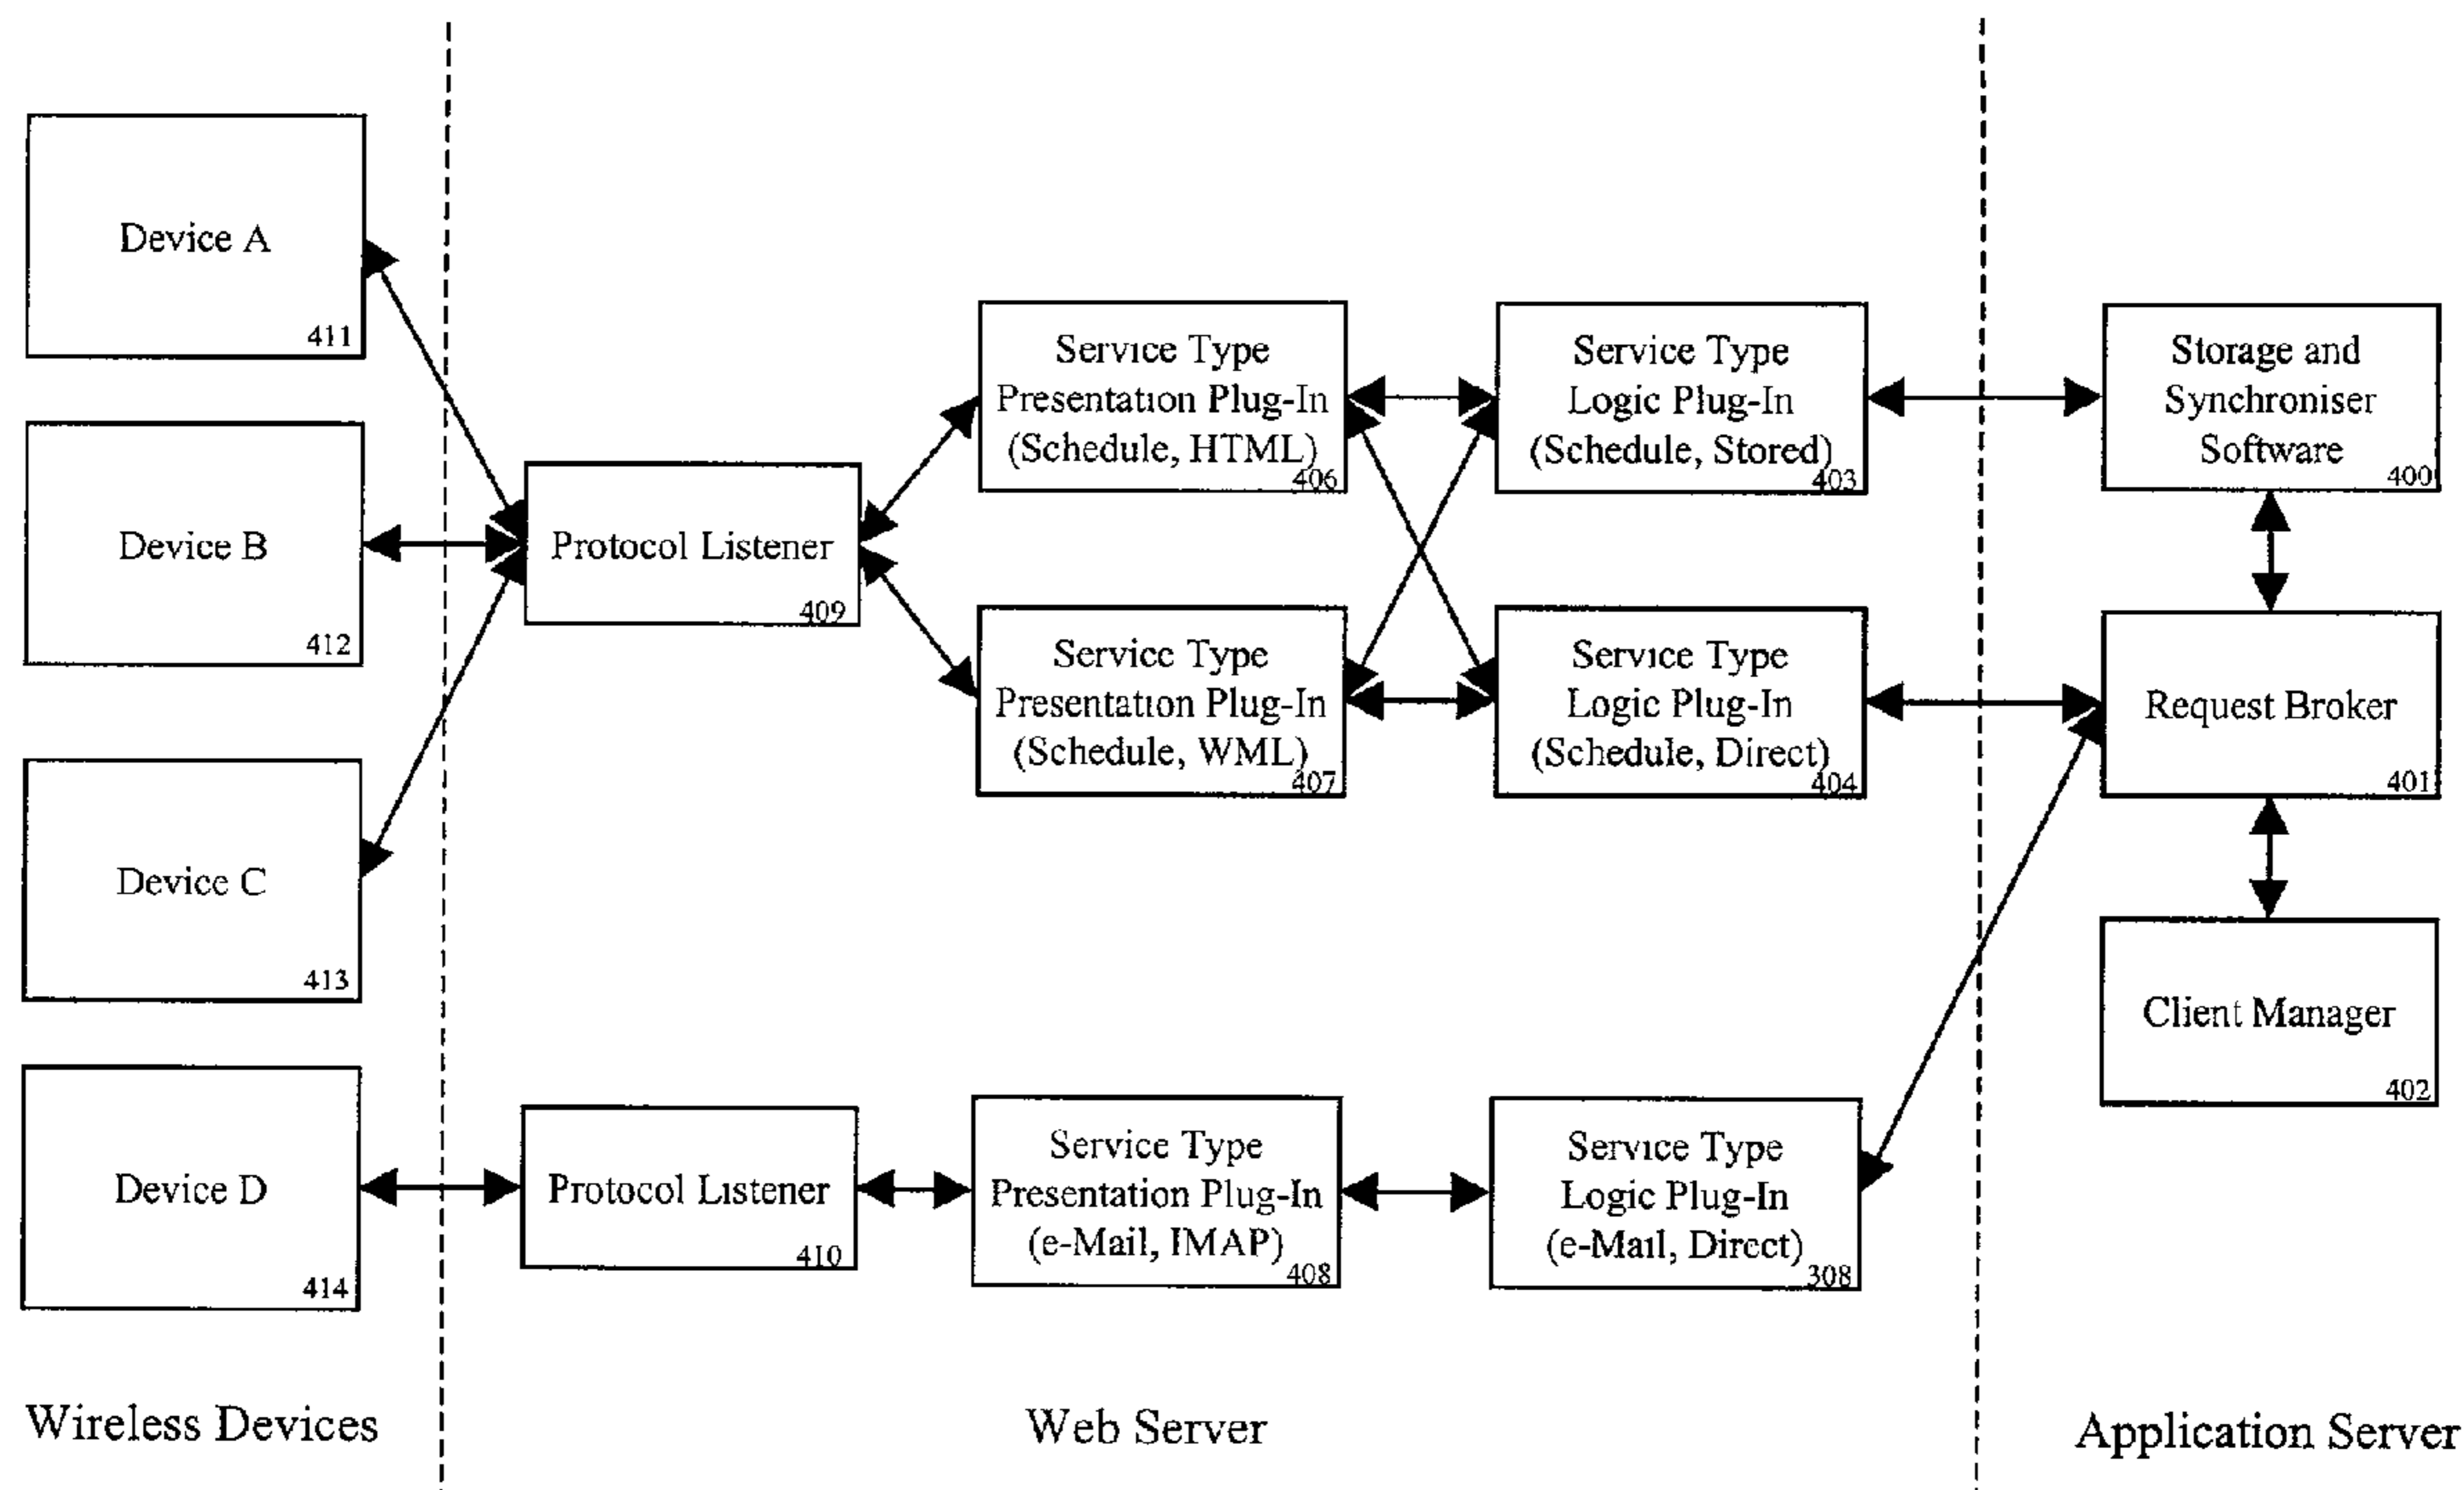 Device A
411
Device B
412
Device C
413
Device D
414
Wireless Devices
Protocol Listener
409
Protocol Listener
410
Service Type
Presentation Plug-In
(Schedule, HTML)
406
Service Type
Presentation Plug-In
(Schedule, WML)
407
Service Type
Presentation Plug-In
(e-Mail, IMAP)
408
Service Type
Logic Plug-In
(Schedule, Stored)
403
Service Type
Logic Plug-In
(Schedule, Direct)
404
Service Type
Logic Plug-In
(e-Mail, Direct)
308
Web Server
Storage and
Synchroniser
Software
400
Request Broker
401
Client Manager
402
Application Server